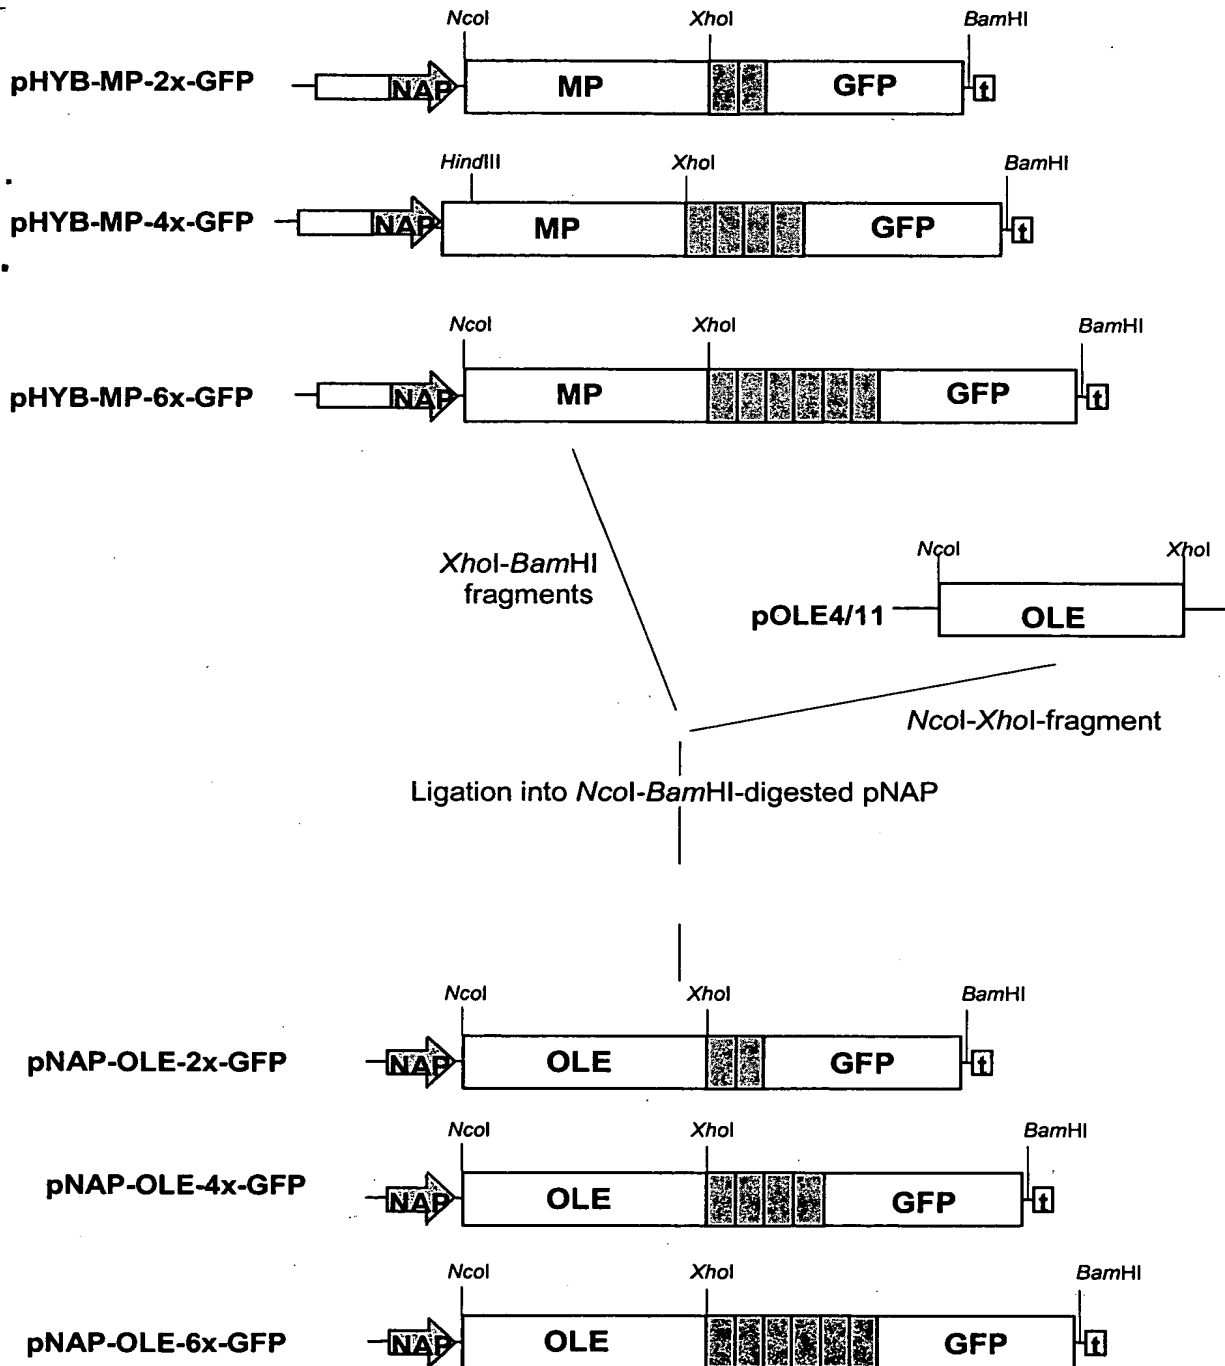 NcoI XhoI BamHI
pHYB-MP-2x-GFP NAP MP GFP t
HindIII XhoI BamHI
pHYB-MP-4x-GFP NAP MP GFP t
NcoI XhoI BamHI
pHYB-MP-6x-GFP NAP MP GFP t
XhoI-BamHI
fragments
NcoI XhoI
pOLE4/11 OLE
NcoI-XhoI-fragment
Ligation into NcoI-BamHI-digested pNAP
NcoI XhoI BamHI
pNAP-OLE-2x-GFP NAP OLE GFP t
NcoI XhoI BamHI
pNAP-OLE-4x-GFP NAP OLE GFP t
NcoI XhoI BamHI
pNAP-OLE-6x-GFP NAP OLE GFP t